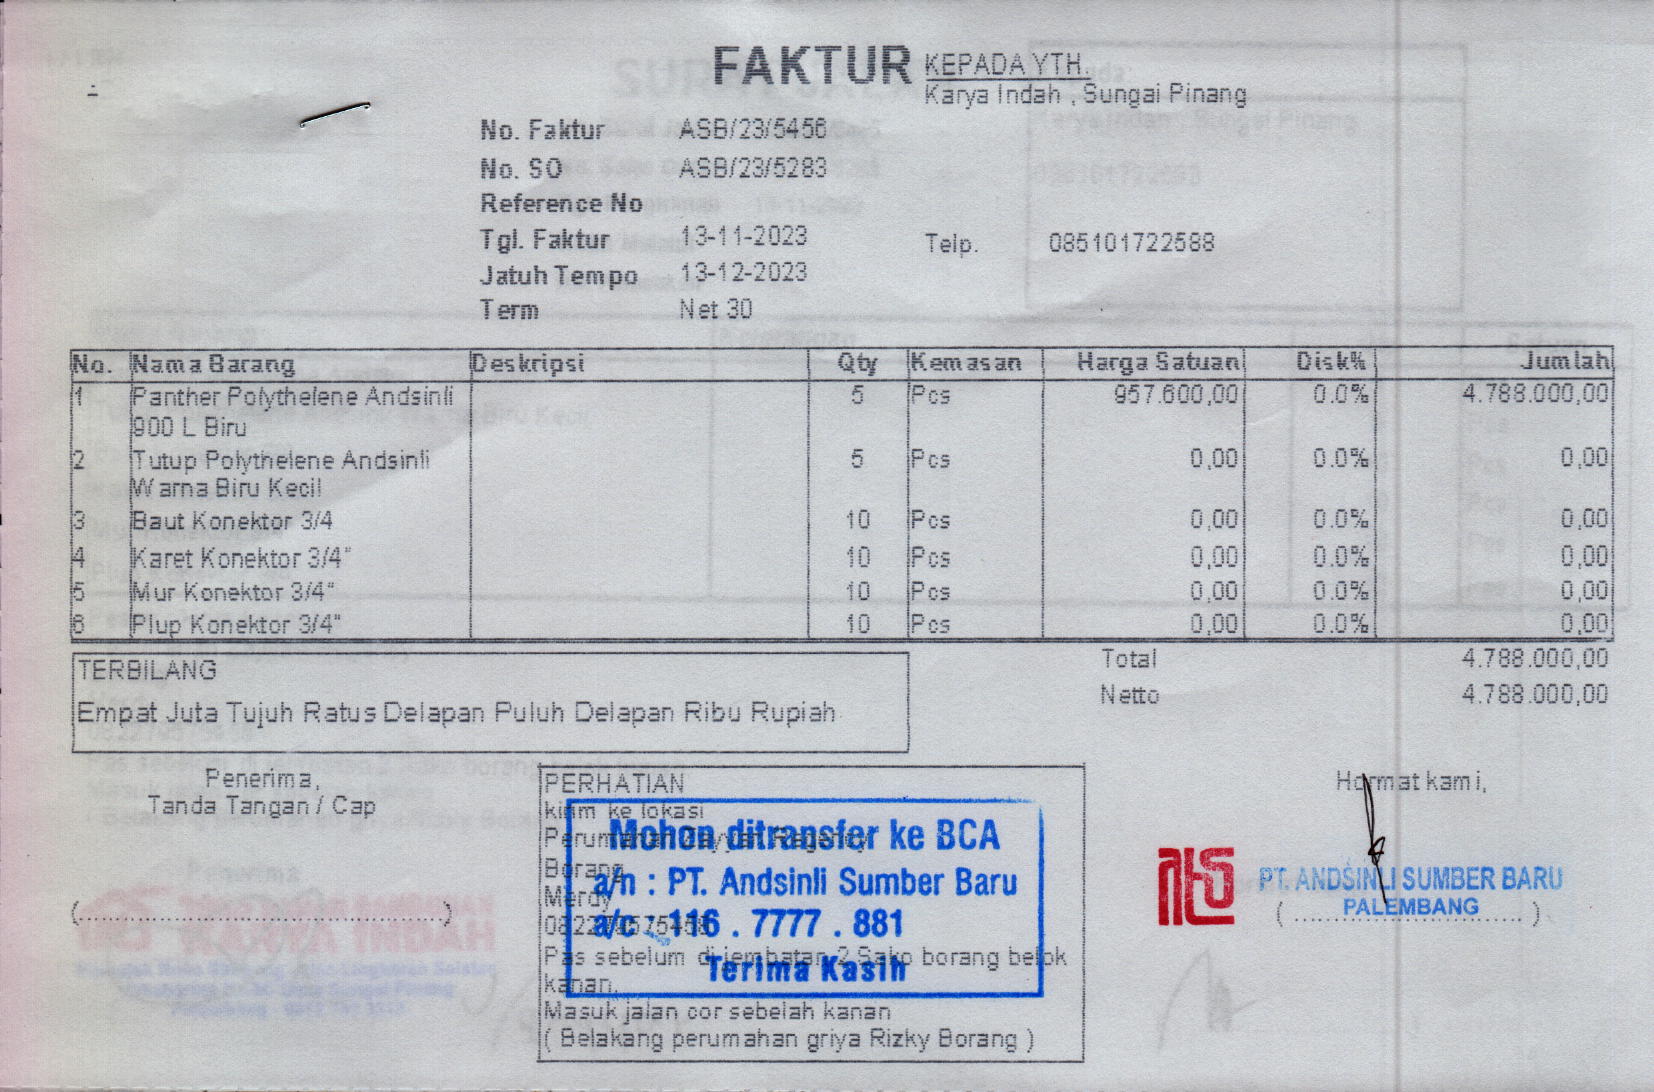 FAKTUR
KEPADA YTH.
Karya Indah , Sungai Pinang
No. Faktur ASB/23/5456
No. SO ASB/23/5283
Reference No
Tgl. Faktur 13-11-2023
Telp. 085101722588
Jatuh Tempo 13-12-2023
Term Net 30
No. Nama Barang Deskripsi Qty Kemasan Harga Satuan Disk% Jumlah
1 Panther Polythelene Andsinli 5 Pcs 957.600,00 0.0% 4.788.000,00
900 L Biru
2 Tutup Polythelene Andsinli 5 Pcs 0,00 0.0% 0,00
Warna Biru Kecil
3 Baut Konektor 3/4 10 Pcs 0,00 0.0% 0,00
4 Karet Konektor 3/4" 10 Pcs 0,00 0.0% 0,00
5 Mur Konektor 3/4" 10 Pcs 0,00 0.0% 0,00
6 Plup Konektor 3/4" 10 Pcs 0,00 0.0% 0,00
Total 4.788.000,00
Netto 4.788.000,00
TERBILANG
Empat Juta Tujuh Ratus Delapan Puluh Delapan Ribu Rupiah
Penerima,
Tanda Tangan / Cap
(..................................................)
PERHATIAN
kirim ke lokasi
Perumahan Regency
Borang
Merdy
Pas sebelum di jembatan 2 Sako borang belok
kanan.
Masuk jalan cor sebelah kanan
( Belakang perumahan griya Rizky Borang )
Mohon ditransfer ke BCA
a/n : PT. Andsinli Sumber Baru
a/c : 116 . 7777 . 881
Terima Kasih
Hormat kami,
PT. ANDSINLI SUMBER BARU
PALEMBANG
(................................)